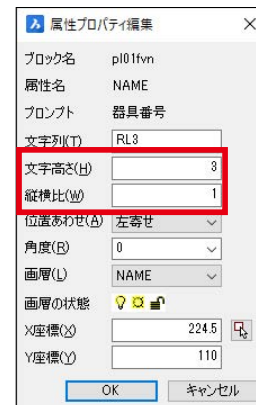 属性プロパティ編集
ブロック名 pl01fvn
属性名 NAME
プロンプト 器具番号
文字列(T) RL3
文字高さ(H) 3
縦横比(W) 1
位置あわせ(A) 左寄せ
角度(R) 0
画層(L) NAME
画層の状態
X座標(X) 224.5
Y座標(Y) 110
OK キャンセル